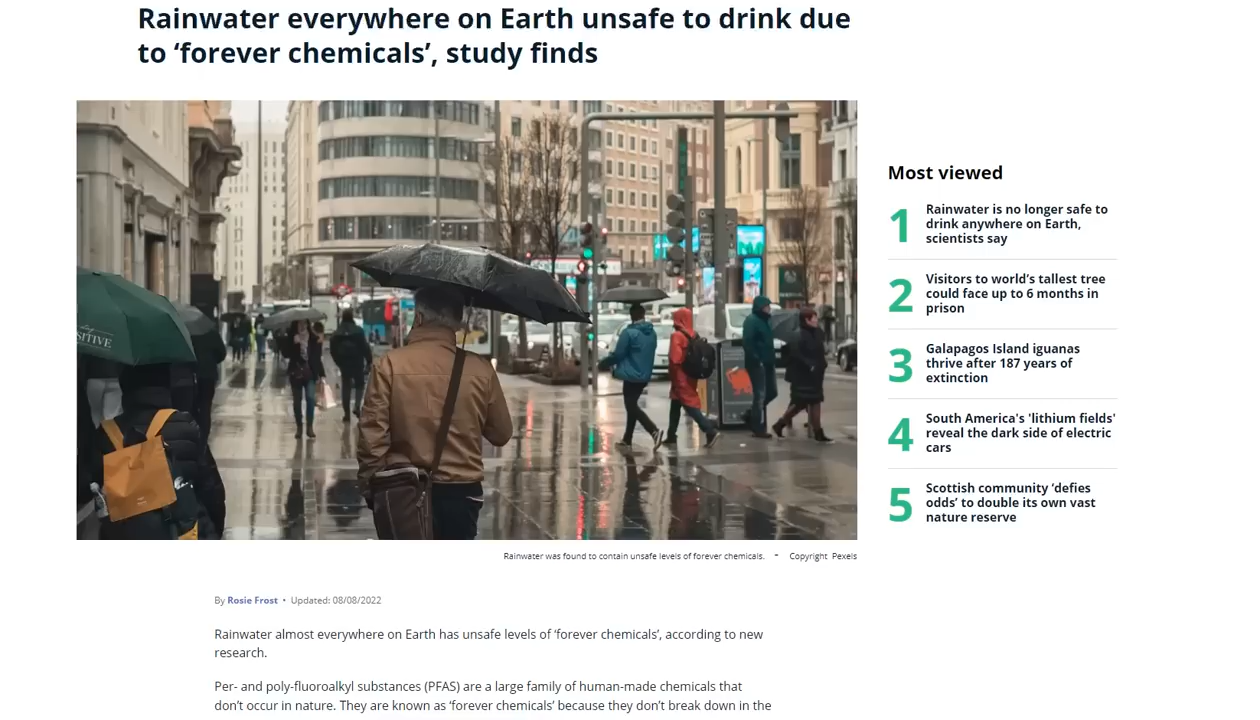 Rainwater everywhere on Earth unsafe to drink due
to ‘forever chemicals’, study finds
SITIVE
Most viewed
1
Rainwater is no longer safe to
drink anywhere on Earth,
scientists say
2
Visitors to world’s tallest tree
could face up to 6 months in
prison
3
Galapagos Island iguanas
thrive after 187 years of
extinction
4
South America's 'lithium fields'
reveal the dark side of electric
cars
5
Scottish community ‘defies
odds’ to double its own vast
nature reserve
Rainwater was found to contain unsafe levels of forever chemicals. - Copyright Pexels
By Rosie Frost • Updated: 08/08/2022
Rainwater almost everywhere on Earth has unsafe levels of ‘forever chemicals’, according to new
research.
Per- and poly-fluoroalkyl substances (PFAS) are a large family of human-made chemicals that
don’t occur in nature. They are known as ‘forever chemicals’ because they don’t break down in the